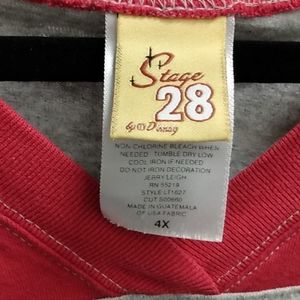 Stage
28
by Disney
NON CHLORINE BLEACH WHEN
NEEDED - TUMBLE DRY LOW
COOL IRON IF NEEDED
DO NOT IRON DECORATION
JERRY LEIGH
RN 55219
STYLE LT1627
CUT 500660
MADE IN GUATEMALA
OF USA FABRIC
4X